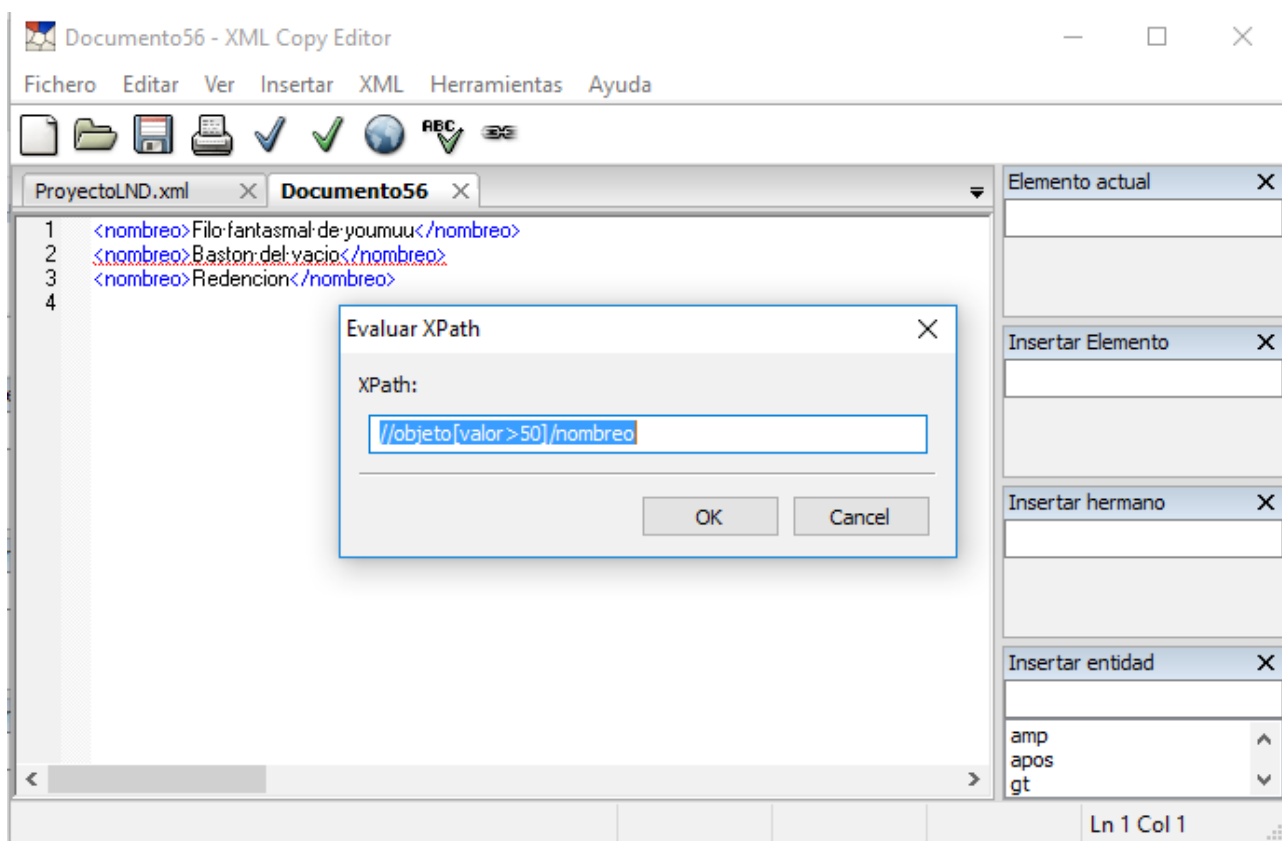 Documento56 - XML Copy Editor
Fichero Editar Ver Insertar XML Herramientas Ayuda
ABC
ProyectoLND.xml
Documento56
Elemento actual
1 <nombreo>Filo·fantasmal·de·youmuu</nombreo>
2 <nombreo>Baston·del·vacio</nombreo>
3 <nombreo>Redencion</nombreo>
4
Evaluar XPath
XPath:
//objeto[valor>50]/nombreo
OK
Cancel
Insertar Elemento
Insertar hermano
Insertar entidad
amp
apos
gt
Ln 1 Col 1